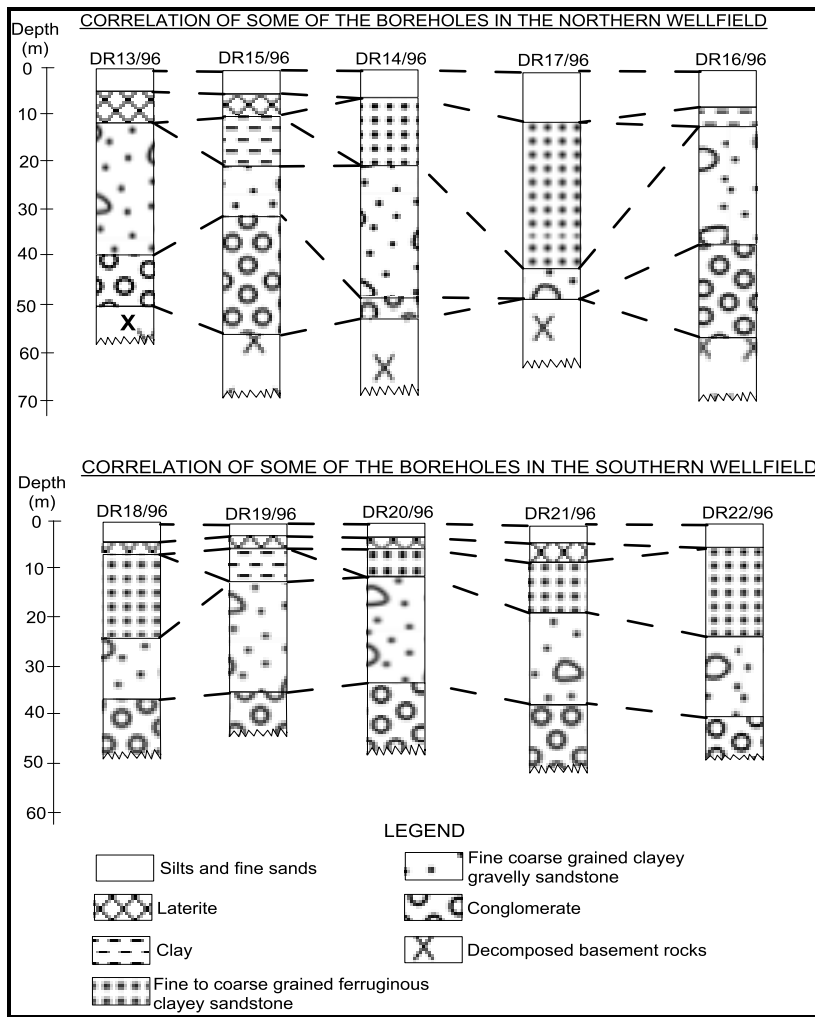 CORRELATION OF SOME OF THE BOREHOLES IN THE NORTHERN WELLFIELD
Depth
(m)
DR13/96 DR15/96 DR14/96 DR17/96 DR16/96
0
10
20
30
40
50
60
70
X
CORRELATION OF SOME OF THE BOREHOLES IN THE SOUTHERN WELLFIELD
Depth
(m)
DR18/96 DR19/96 DR20/96 DR21/96 DR22/96
0
10
20
30
40
50
60
LEGEND
Silts and fine sands
Laterite
Clay
Fine to coarse grained ferruginous
clayey sandstone
Fine coarse grained clayey
gravelly sandstone
Conglomerate
Decomposed basement rocks